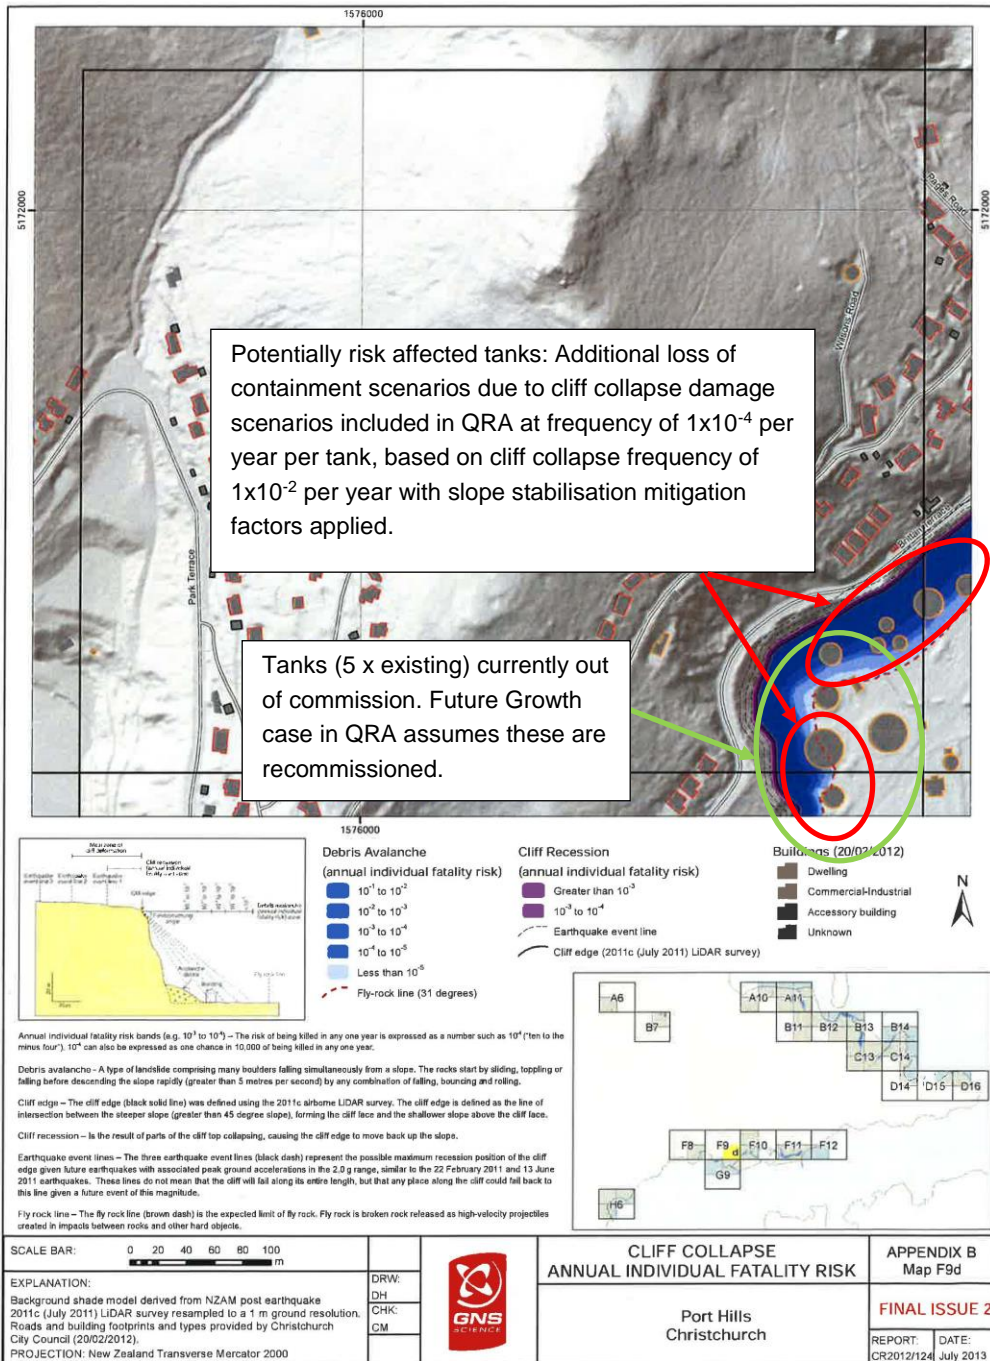 1576000
5172000
5172000
Pages Road
Wilsons Road
Brittan Terrace
Park Terrace
Potentially risk affected tanks: Additional loss of
containment scenarios due to cliff collapse damage
scenarios included in QRA at frequency of 1x10-4 per
year per tank, based on cliff collapse frequency of
1x10-2 per year with slope stabilisation mitigation
factors applied.
Tanks (5 x existing) currently out
of commission. Future Growth
case in QRA assumes these are
recommissioned.
1576000
Debris Avalanche
(annual individual fatality risk)
10-1 to 10-2
10-2 to 10-3
10-3 to 10-4
10-4 to 10-5
Less than 10-5
Fly-rock line (31 degrees)
Cliff Recession
(annual individual fatality risk)
Greater than 10-3
10-3 to 10-4
Earthquake event line
Cliff edge (2011c (July 2011) LiDAR survey)
Buildings (20/02/2012)
Dwelling
Commercial-Industrial
Accessory building
Unknown
N
Cliff edge
Fly rock line
Annual individual fatality risk bands (e.g. 10-3 to 10-4) – The risk of being killed in any one year is expressed as a number such as 10-4 ("ten to the
minus four"). 10-4 can also be expressed as one chance in 10,000 of being killed in any one year.
Debris avalanche - A type of landslide comprising many boulders falling simultaneously from a slope. The rocks start by sliding, toppling or
falling before descending the slope rapidly (greater than 5 metres per second) by any combination of falling, bouncing and rolling.
Cliff edge – The cliff edge (black solid line) was defined using the 2011c airborne LiDAR survey. The cliff edge is defined as the line of
intersection between the steeper slope (greater than 45 degree slope), forming the cliff face and the shallower slope above the cliff face.
Cliff recession – Is the result of parts of the cliff top collapsing, causing the cliff edge to move back up the slope.
Earthquake event lines – The three earthquake event lines (black dash) represent the possible maximum recession position of the cliff
edge given future earthquakes with associated peak ground accelerations in the 2.0 g range, similar to the 22 February 2011 and 13 June
2011 earthquakes. These lines do not mean that the cliff will fail along its entire length, but that any place along the cliff could fail back to
this line given a future event of this magnitude.
Fly rock line – The fly rock line (brown dash) is the expected limit of fly rock. Fly rock is broken rock released as high-velocity projectiles
created in impacts between rocks and other hard objects.
A6
B7
A10
A11
B11
B12
B13
B14
C13
C14
D14
D15
D16
F8
F9
d
F10
F11
F12
G9
H6
SCALE BAR:
0 20 40 60 80 100
m
EXPLANATION:
Background shade model derived from NZAM post earthquake
2011c (July 2011) LiDAR survey resampled to a 1 m ground resolution.
Roads and building footprints and types provided by Christchurch
City Council (20/02/2012).
PROJECTION: New Zealand Transverse Mercator 2000
DRW:
DH
CHK:
CM
GNS
SCIENCE
CLIFF COLLAPSE
ANNUAL INDIVIDUAL FATALITY RISK
Port Hills
Christchurch
APPENDIX B
Map F9d
FINAL ISSUE 2
REPORT:
CR2012/124
DATE:
July 2013